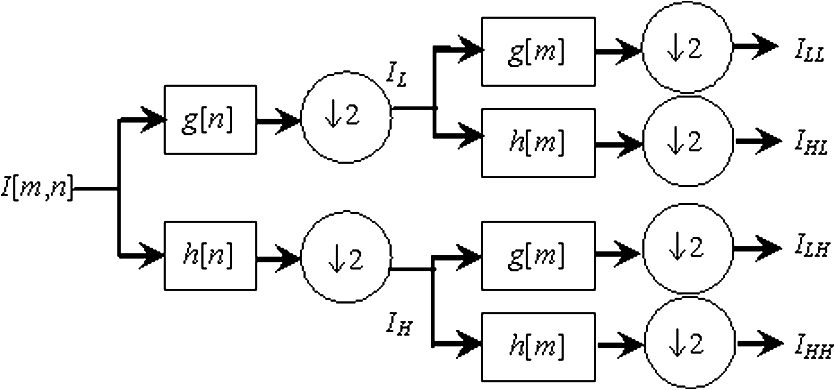 g[m] ↓2 I_LL
I_L
g[n] ↓2
h[m] ↓2 I_HL
I[m,n]
h[n] ↓2
g[m] ↓2 I_LH
I_H
h[m] ↓2 I_HH